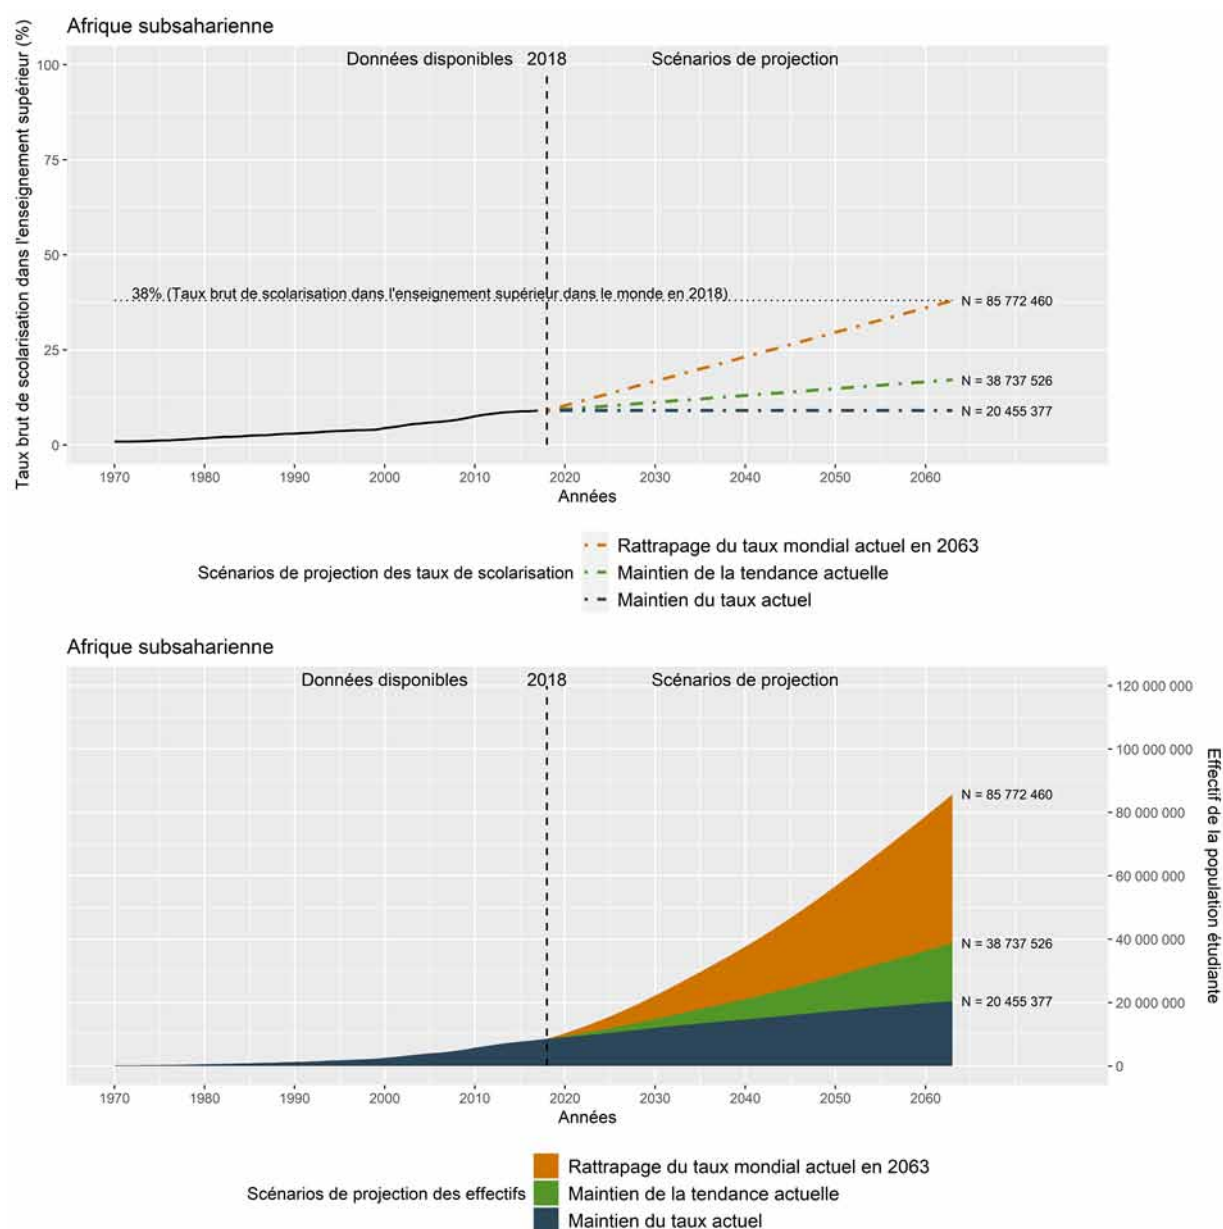 Afrique subsaharienne
Données disponibles 2018 Scénarios de projection
Taux brut de scolarisation dans l'enseignement supérieur (%)
100
75
50
25
0
38% (Taux brut de scolarisation dans l'enseignement supérieur dans le monde en 2018)
N = 85 772 460
N = 38 737 526
N = 20 455 377
1970 1980 1990 2000 2010 2020 2030 2040 2050 2060
Années
Scénarios de projection des taux de scolarisation
Rattrapage du taux mondial actuel en 2063
Maintien de la tendance actuelle
Maintien du taux actuel
Afrique subsaharienne
Données disponibles 2018 Scénarios de projection
120 000 000
100 000 000
80 000 000
60 000 000
40 000 000
20 000 000
0
Effectif de la population étudiante
N = 85 772 460
N = 38 737 526
N = 20 455 377
1970 1980 1990 2000 2010 2020 2030 2040 2050 2060
Années
Scénarios de projection des effectifs
Rattrapage du taux mondial actuel en 2063
Maintien de la tendance actuelle
Maintien du taux actuel